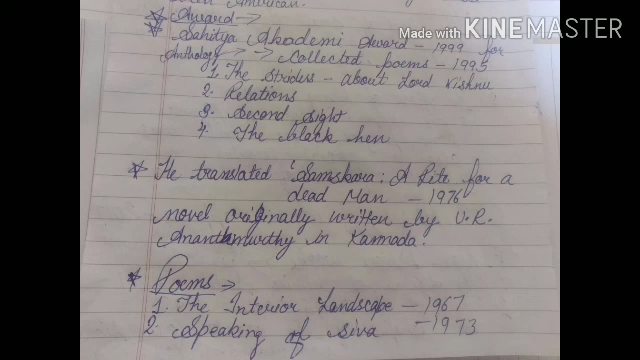 American.
* Award →
* Sahitya Akademi Award - 1999 for
Anthology → → Collected poems - 1995
1. The Striders - about Lord Vishnu
2. Relations
3. Second Sight
4. The black hen
* He translated 'Samskara: A Rite for a
dead Man - 1976
novel originally written by U.R.
Ananthmurthy in Kannada.
* Poems →
1. The Interior Landscape - 1967
2. Speaking of Siva - 1973
Made with KINEMASTER